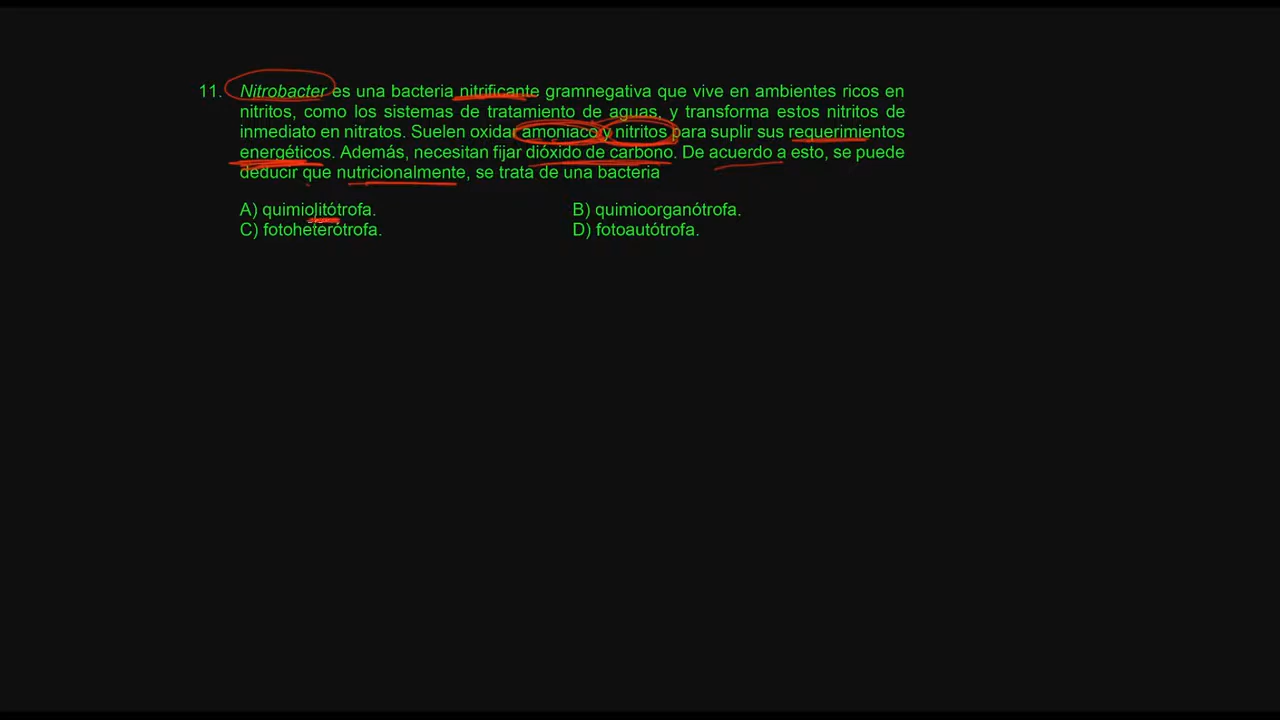 11. Nitrobacter es una bacteria nitrificante gramnegativa que vive en ambientes ricos en
nitritos, como los sistemas de tratamiento de aguas, y transforma estos nitritos de
inmediato en nitratos. Suelen oxidar amoniaco y nitritos para suplir sus requerimientos
energéticos. Además, necesitan fijar dióxido de carbono. De acuerdo a esto, se puede
deducir que nutricionalmente, se trata de una bacteria
A) quimiolitótrofa. B) quimioorganótrofa.
C) fotoheterótrofa. D) fotoautótrofa.